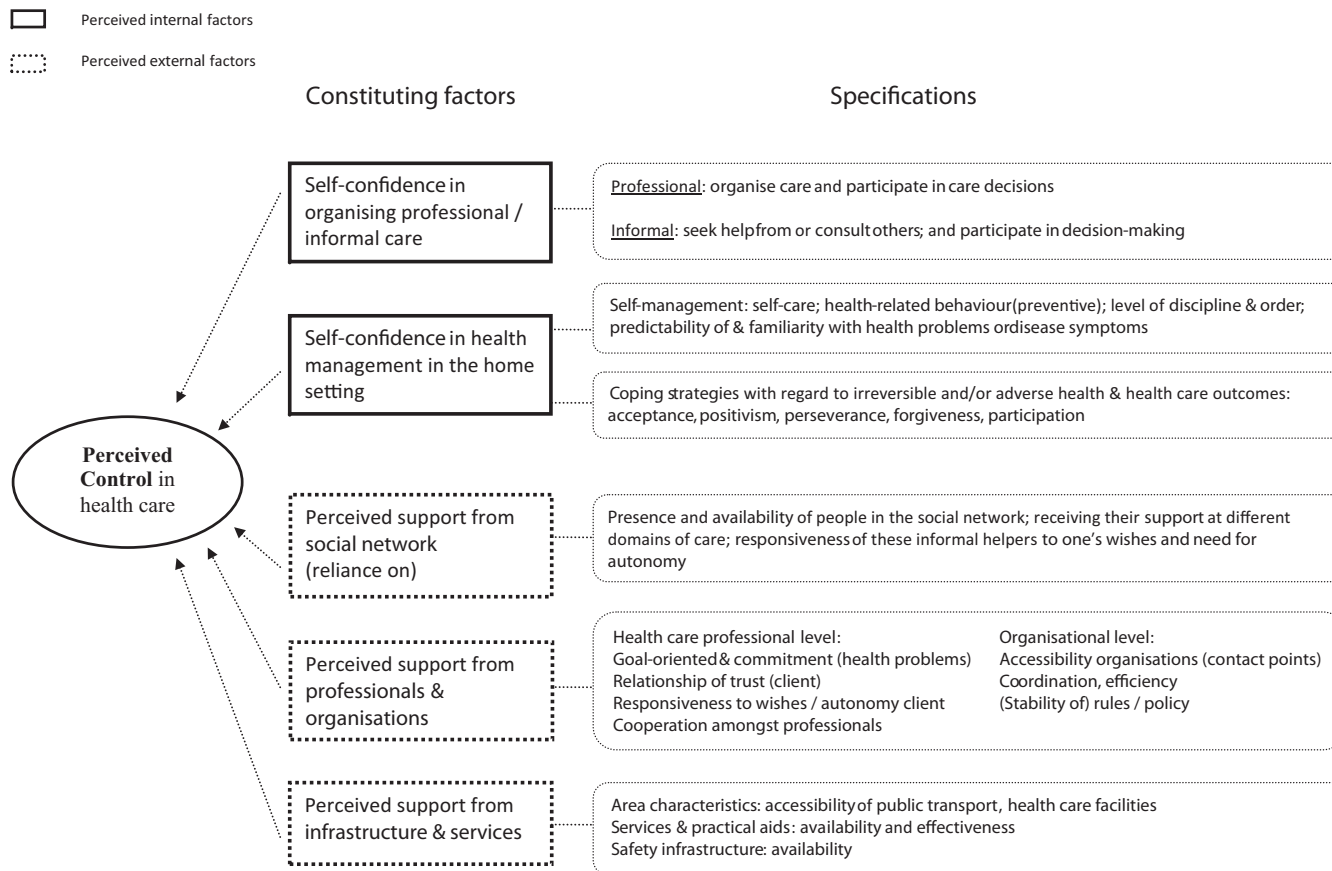 Perceived internal factors
Perceived external factors
Constituting factors
Specifications
Self-confidence in
organising professional /
informal care
Professional: organise care and participate in care decisions
Informal: seek help from or consult others; and participate in decision-making
Self-confidence in health
management in the home
setting
Self-management: self-care; health-related behaviour (preventive); level of discipline & order;
predictability of & familiarity with health problems or disease symptoms
Coping strategies with regard to irreversible and/or adverse health & health care outcomes:
acceptance, positivism, perseverance, forgiveness, participation
Perceived
Control in
health care
Perceived support from
social network
(reliance on)
Presence and availability of people in the social network; receiving their support at different
domains of care; responsiveness of these informal helpers to one's wishes and need for
autonomy
Perceived support from
professionals &
organisations
Health care professional level:
Goal-oriented & commitment (health problems)
Relationship of trust (client)
Responsiveness to wishes / autonomy client
Cooperation amongst professionals
Organisational level:
Accessibility organisations (contact points)
Coordination, efficiency
(Stability of) rules / policy
Perceived support from
infrastructure & services
Area characteristics: accessibility of public transport, health care facilities
Services & practical aids: availability and effectiveness
Safety infrastructure: availability